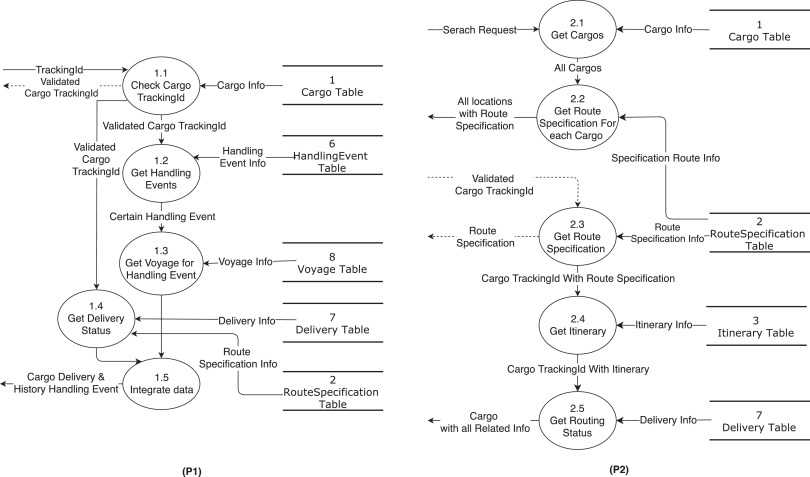 TrackingId
Validated
Cargo TrackingId
1.1
Check Cargo
TrackingId
Cargo Info
1
Cargo Table
Validated Cargo TrackingId
Validated
Cargo
TrackingId
1.2
Get Handling
Events
Handling
Event Info
6
HandlingEvent
Table
Certain Handling Event
1.3
Get Voyage for
Handling Event
Voyage Info
8
Voyage Table
1.4
Get Delivery
Status
Delivery Info
7
Delivery Table
Route
Specification Info
2
RouteSpecification
Table
Cargo Delivery &
History Handling Event
1.5
Integrate data
(P1)
Serach Request
2.1
Get Cargos
Cargo Info
1
Cargo Table
All Cargos
All locations
with Route
Specification
2.2
Get Route
Specification For
each Cargo
Specification Route Info
Validated
Cargo TrackingId
Route
Specification
2.3
Get Route
Specification
Route
Specification Info
2
RouteSpecification
Table
Cargo TrackingId With Route Specification
2.4
Get Itinerary
Itinerary Info
3
Itinerary Table
Cargo TrackingId With Itinerary
Cargo
with all Related Info
2.5
Get Routing
Status
Delivery Info
7
Delivery Table
(P2)